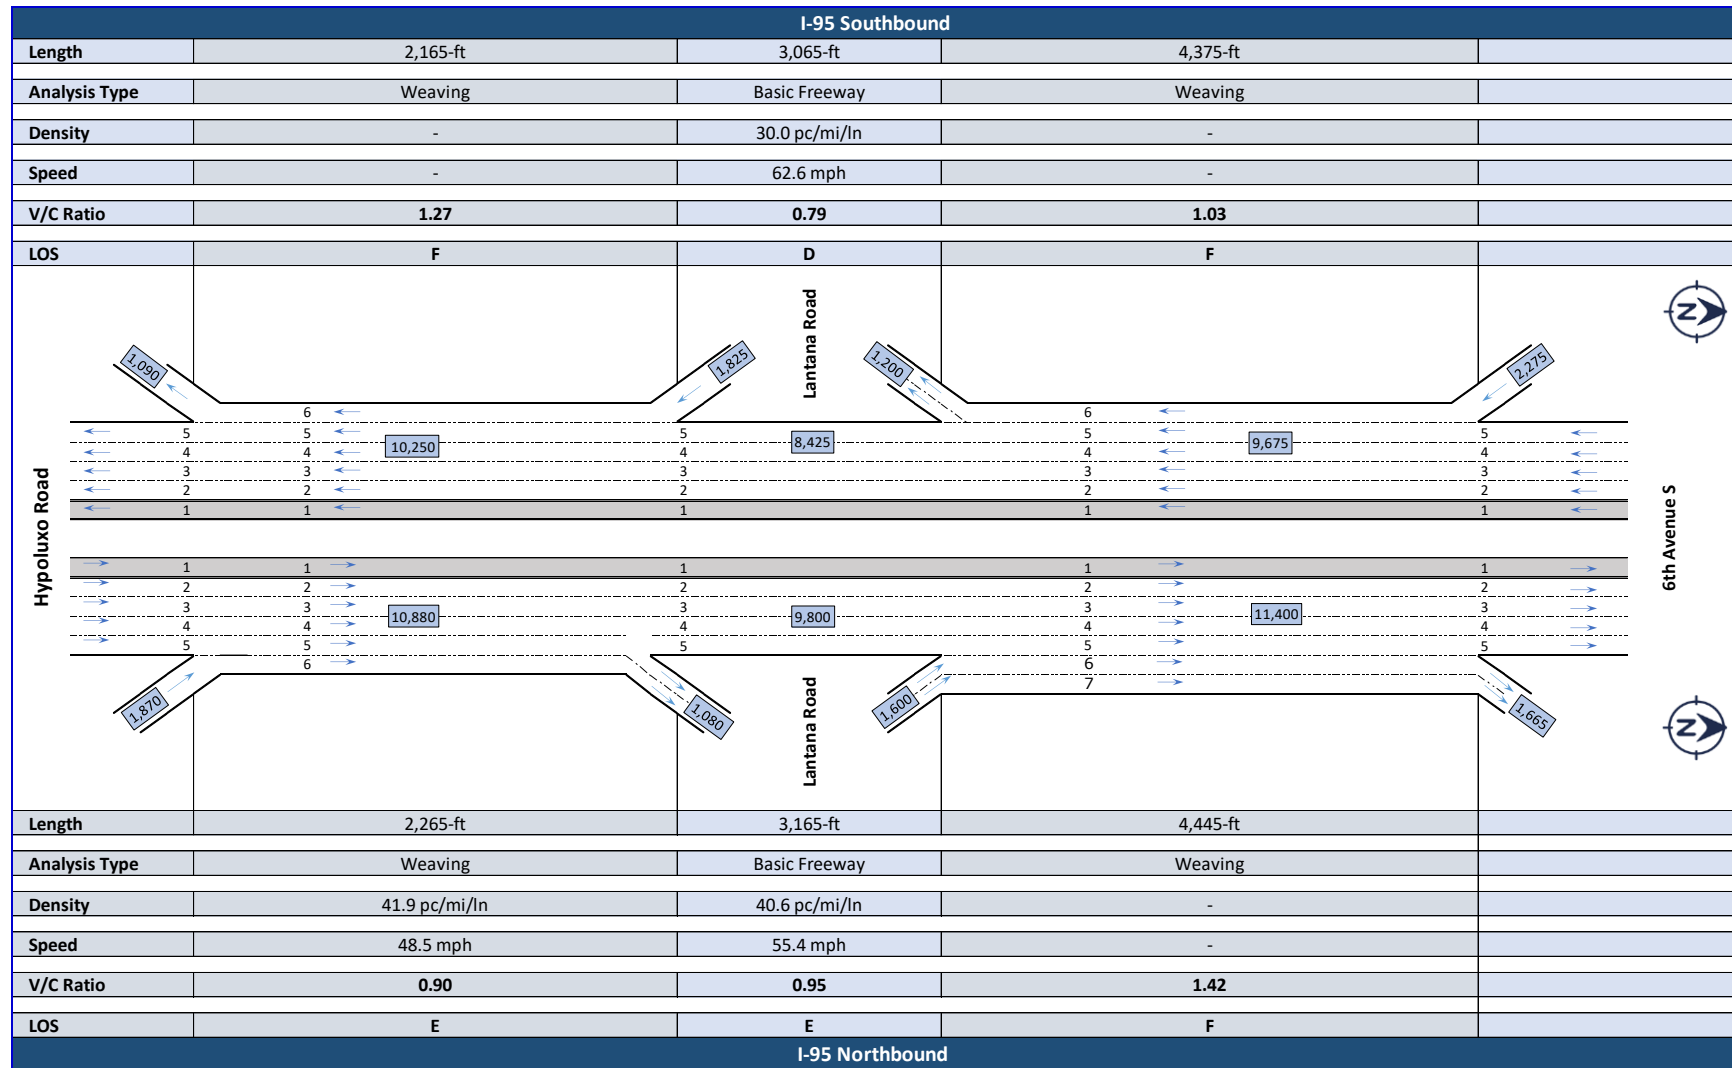 I-95 Southbound
Length 2,165-ft 3,065-ft 4,375-ft
Analysis Type Weaving Basic Freeway Weaving
Density - 30.0 pc/mi/ln -
Speed - 62.6 mph -
V/C Ratio 1.27 0.79 1.03
LOS F D F
Lantana Road
N
1,090 1,825 1,200 2,275
6 6
5 5 5 5 5
10,250 8,425 9,675
4 4 4 4 4
3 3 3 3 3
2 2 2 2 2
1 1 1 1 1
Hypoluxo Road
6th Avenue S
1 1 1 1 1
2 2 2 2 2
3 3 3 3 3
10,880 9,800 11,400
4 4 4 4 4
5 5 5 5 5
6 6
7
1,870 1,080 1,600 1,665
Lantana Road
N
Length 2,265-ft 3,165-ft 4,445-ft
Analysis Type Weaving Basic Freeway Weaving
Density 41.9 pc/mi/ln 40.6 pc/mi/ln -
Speed 48.5 mph 55.4 mph -
V/C Ratio 0.90 0.95 1.42
LOS E E F
I-95 Northbound